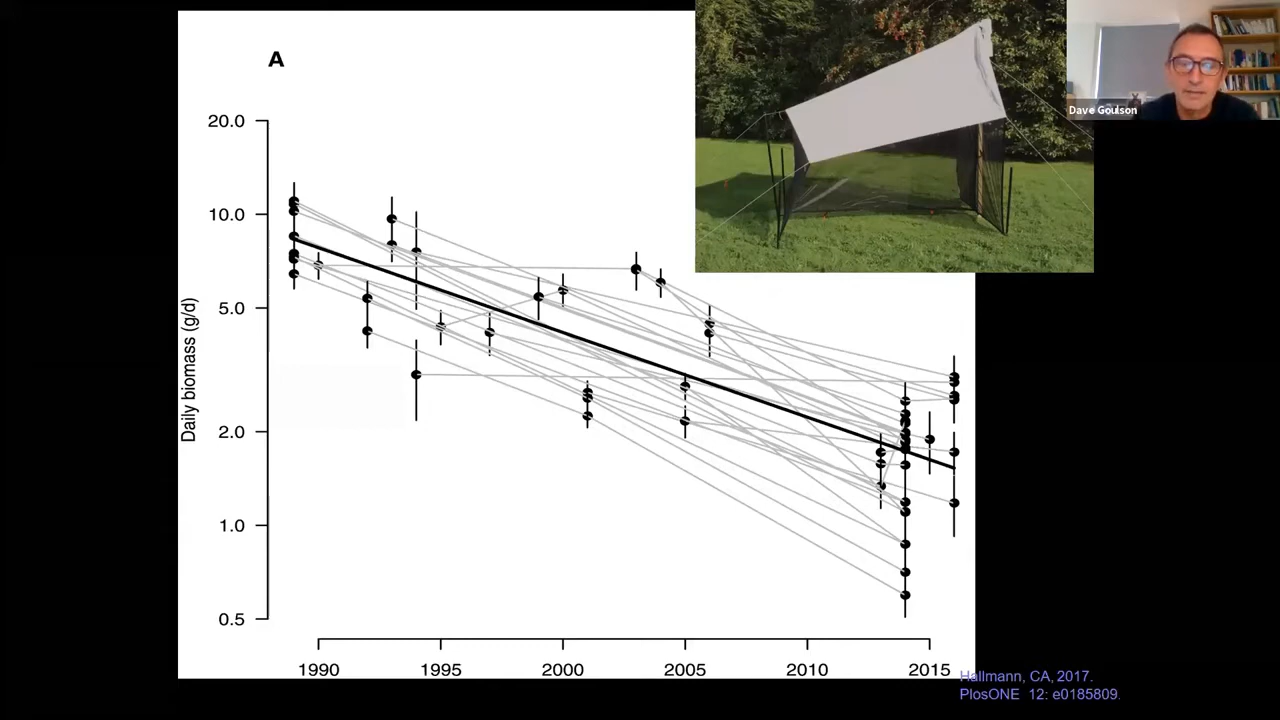 A
Dave Goulson
20.0
10.0
5.0
2.0
1.0
0.5
Daily biomass (g/d)
1990 1995 2000 2005 2010 2015
Hallmann, CA, 2017.
PlosONE 12: e0185809.